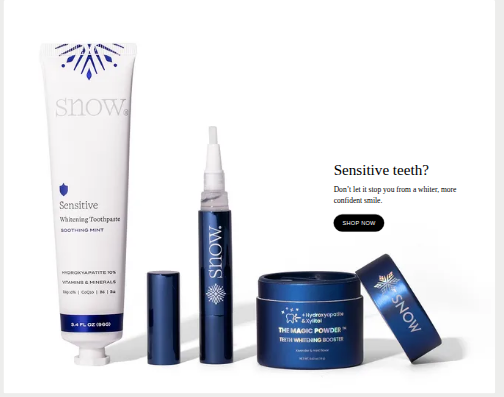 snow.
Sensitive
Whitening Toothpaste
SOOTHING MINT
HYDROXYAPATITE 10%
VITAMINS & MINERALS
3.4 FL OZ (96G)
snow.
+ Hydroxyapatite
& Xylitol
THE MAGIC POWDER™
TEETH WHITENING BOOSTER
SNOW
Sensitive teeth?
Don't let it stop you from a whiter, more
confident smile.
SHOP NOW